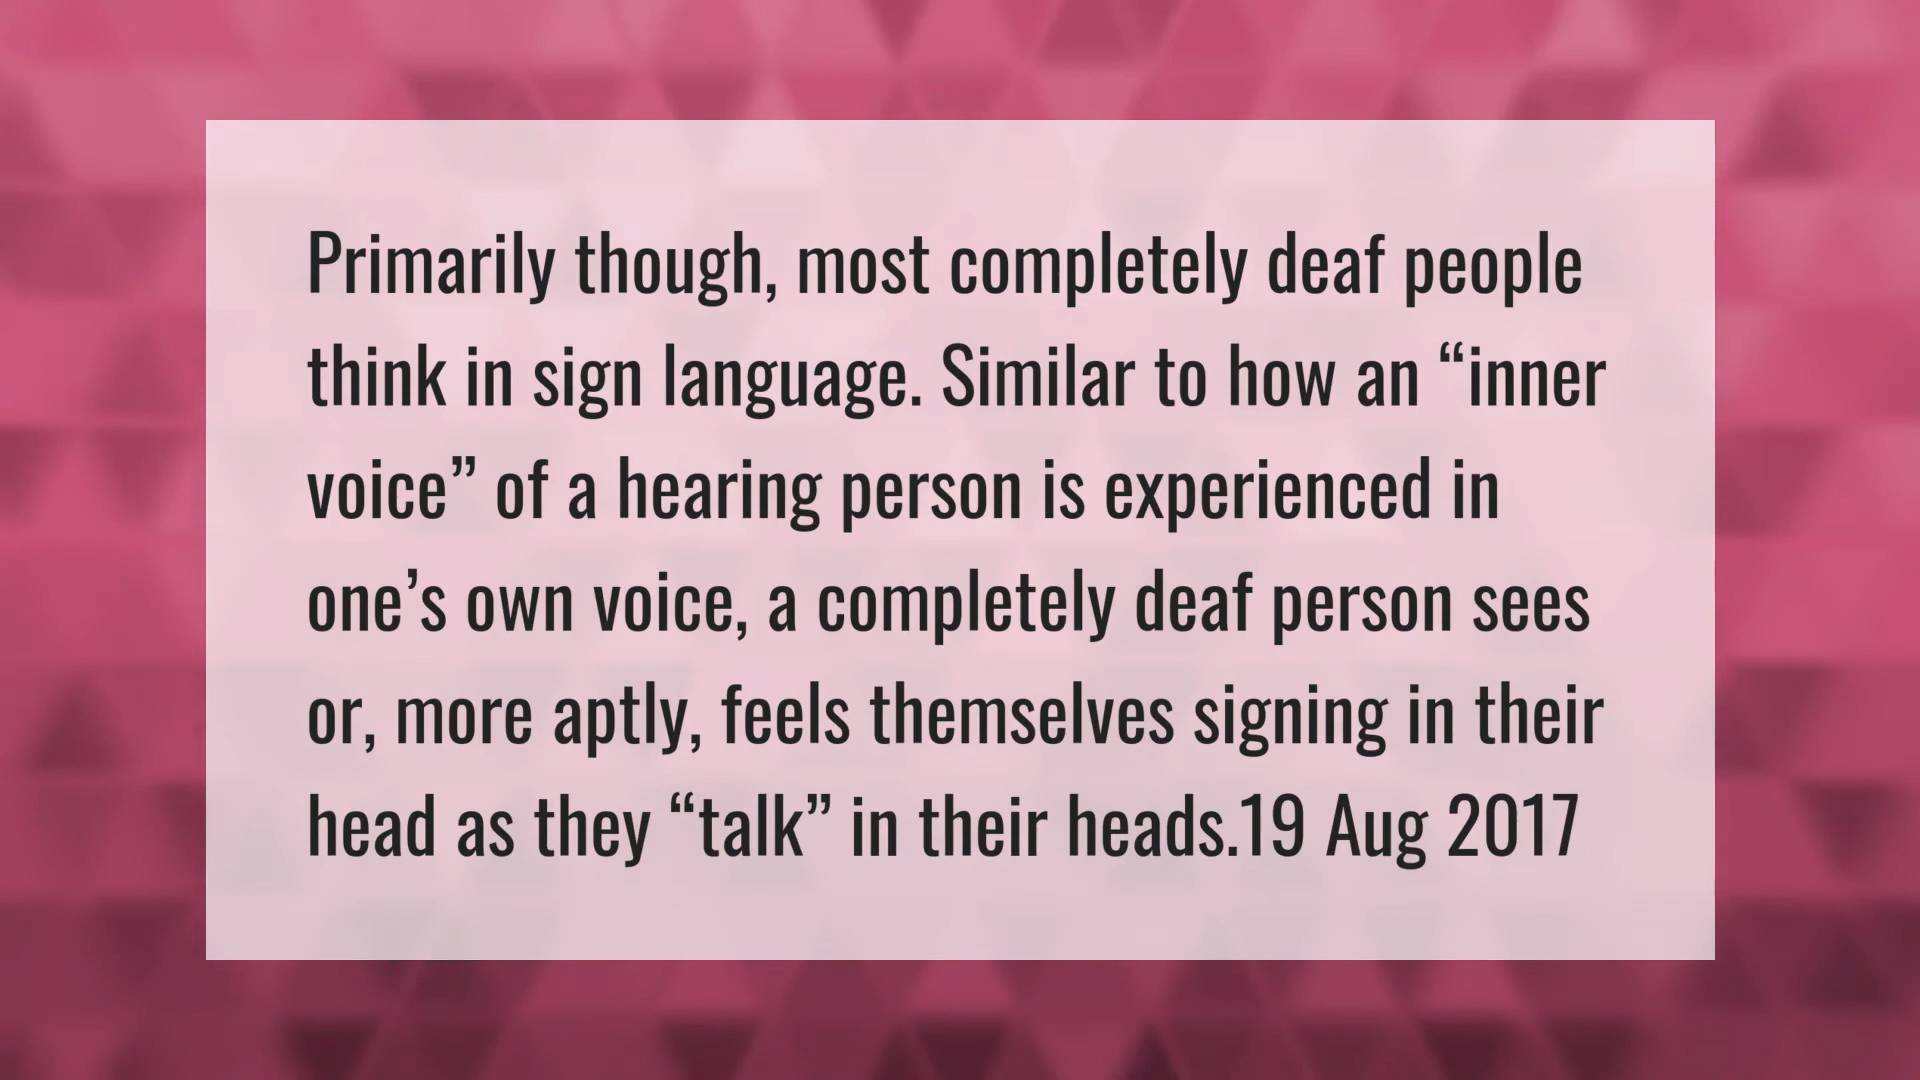 Primarily though, most completely deaf people
think in sign language. Similar to how an “inner
voice” of a hearing person is experienced in
one’s own voice, a completely deaf person sees
or, more aptly, feels themselves signing in their
head as they “talk” in their heads.19 Aug 2017